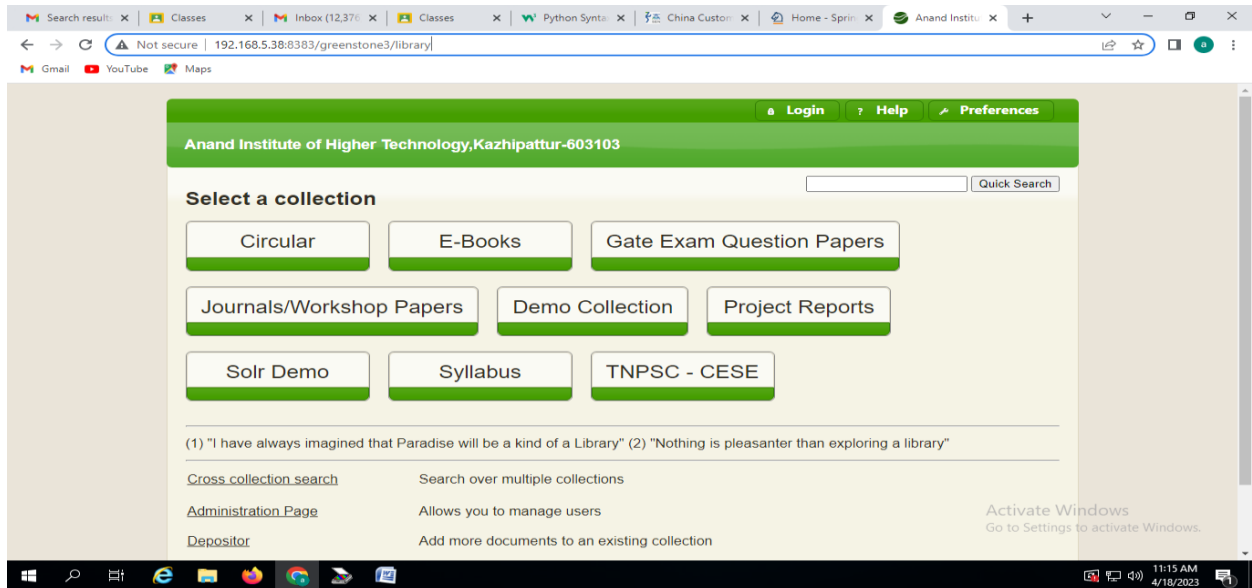 Search result
Classes
Inbox (12,376
Classes
Python Synta
China Custom
Home - Sprin
Anand Institu
Not secure | 192.168.5.38:8383/greenstone3/library
a
Gmail YouTube Maps
Login ? Help Preferences
Anand Institute of Higher Technology,Kazhipattur-603103
Quick Search
Select a collection
Circular E-Books Gate Exam Question Papers
Journals/Workshop Papers Demo Collection Project Reports
Solr Demo Syllabus TNPSC - CESE
(1) "I have always imagined that Paradise will be a kind of a Library" (2) "Nothing is pleasanter than exploring a library"
Cross collection search Search over multiple collections
Administration Page Allows you to manage users
Depositor Add more documents to an existing collection
Activate Windows
Go to Settings to activate Windows.
11:15 AM
4/18/2023